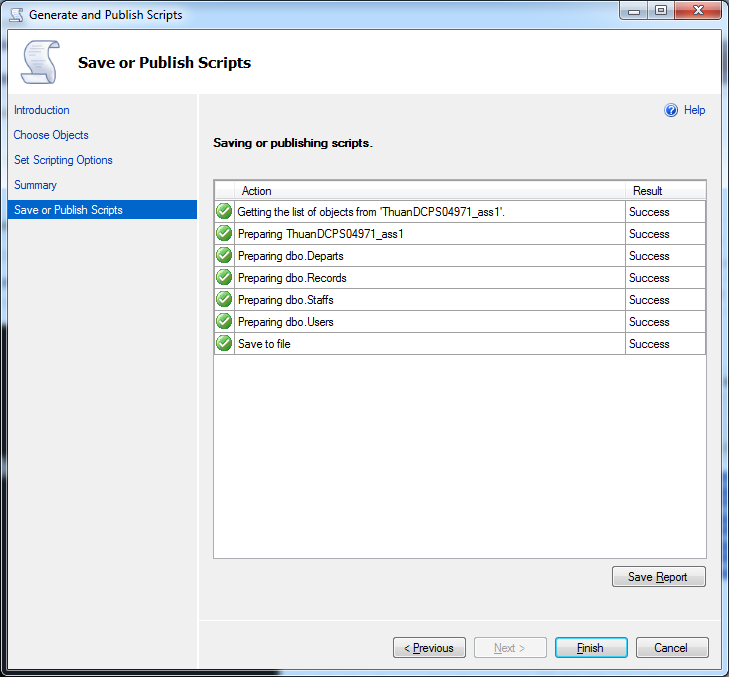 Generate and Publish Scripts
Save or Publish Scripts
Introduction
Choose Objects
Set Scripting Options
Summary
Save or Publish Scripts
Help
Saving or publishing scripts.
Action Result
Getting the list of objects from 'ThuanDCPS04971_ass1'. Success
Preparing ThuanDCPS04971_ass1 Success
Preparing dbo.Departs Success
Preparing dbo.Records Success
Preparing dbo.Staffs Success
Preparing dbo.Users Success
Save to file Success
Save Report
< Previous Next > Finish Cancel